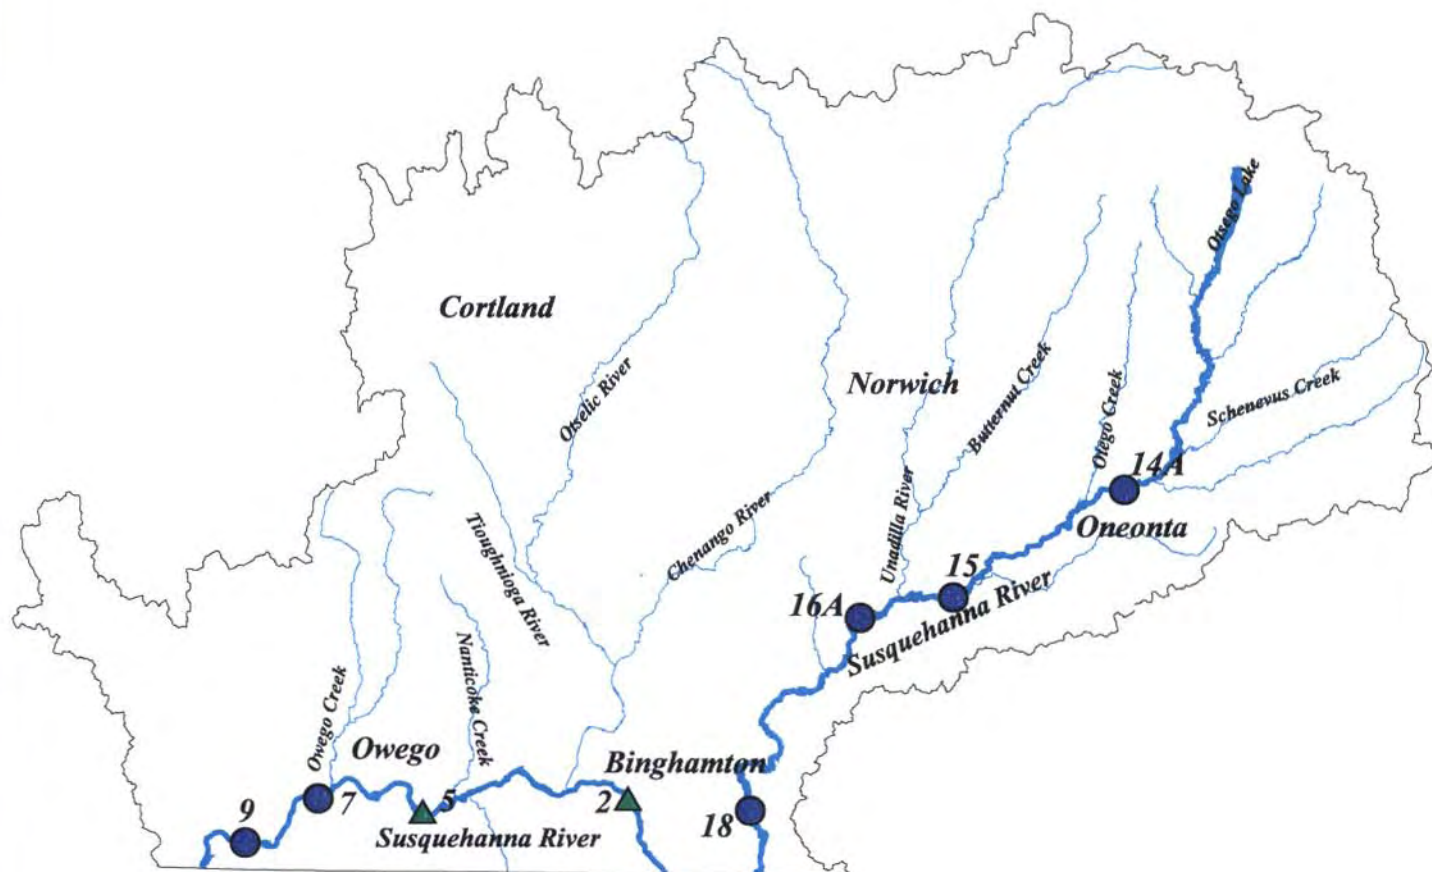 Otsego Lake
Cortland
Otselic River
Norwich
Butternut Creek
Otego Creek
Schenevus Creek
14A
Oneonta
Unadilla River
Chenango River
Tioughnioga River
15
16A
Susquehanna River
Nanticoke Creek
Owego Creek
Owego
Binghamton
9
7
5
2
18
Susquehanna River